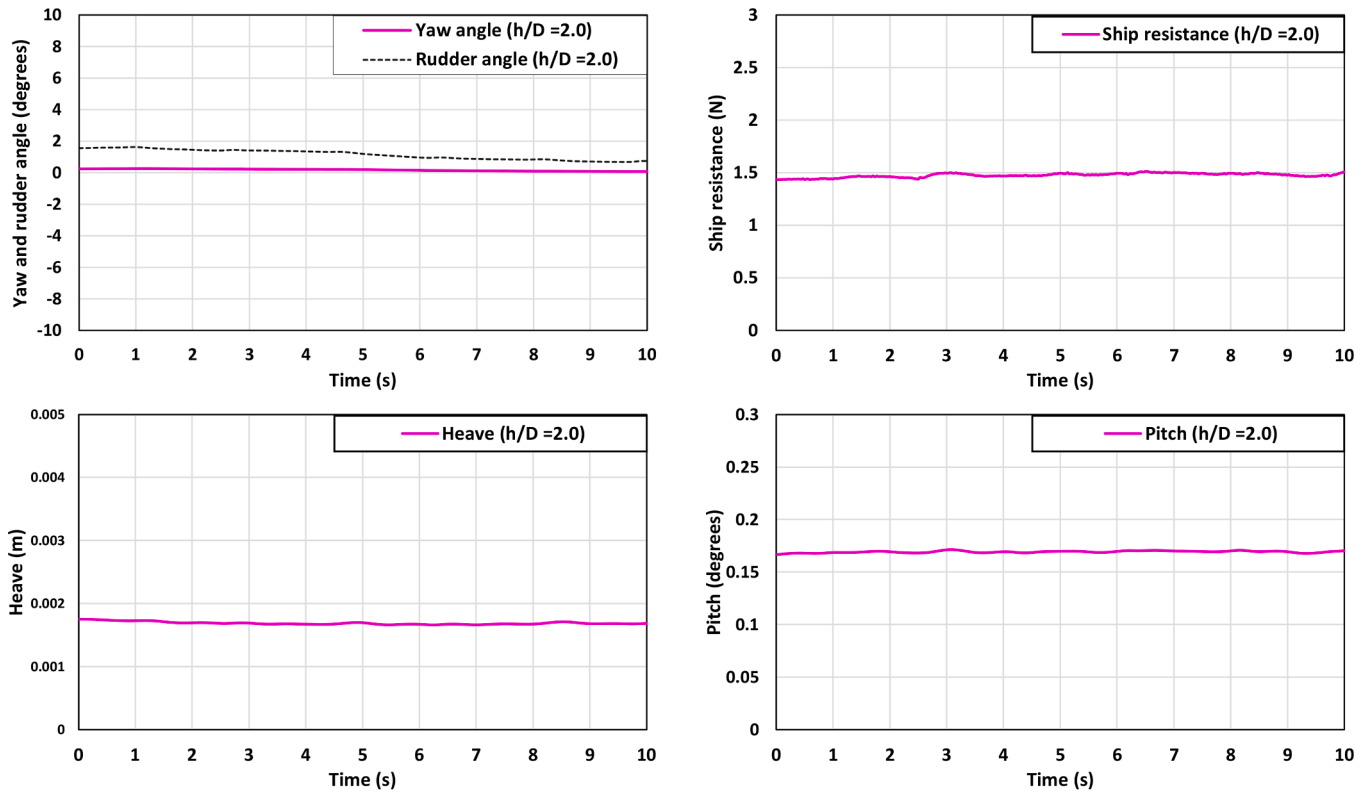 Yaw and rudder angle (degrees)
10
8
6
4
2
0
-2
-4
-6
-8
-10
Yaw angle (h/D =2.0)
Rudder angle (h/D =2.0)
0 1 2 3 4 5 6 7 8 9 10
Time (s)
Ship resistance (N)
3
2.5
2
1.5
1
0.5
0
Ship resistance (h/D =2.0)
0 1 2 3 4 5 6 7 8 9 10
Time (s)
Heave (m)
0.005
0.004
0.003
0.002
0.001
0
Heave (h/D =2.0)
0 1 2 3 4 5 6 7 8 9 10
Time (s)
Pitch (degrees)
0.3
0.25
0.2
0.15
0.1
0.05
0
Pitch (h/D =2.0)
0 1 2 3 4 5 6 7 8 9 10
Time (s)